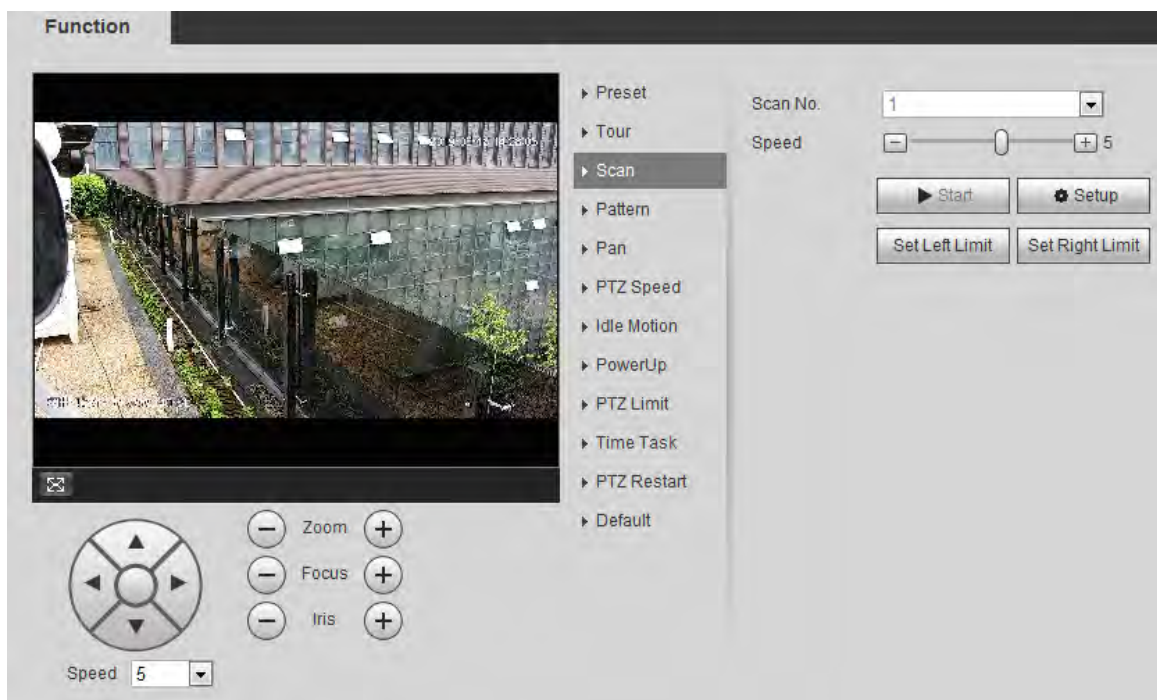 Function
Preset
Tour
Scan
Pattern
Pan
PTZ Speed
Idle Motion
PowerUp
PTZ Limit
Time Task
PTZ Restart
Default
Scan No. 1
Speed 5
Start Setup
Set Left Limit Set Right Limit
Zoom
Focus
Iris
Speed 5